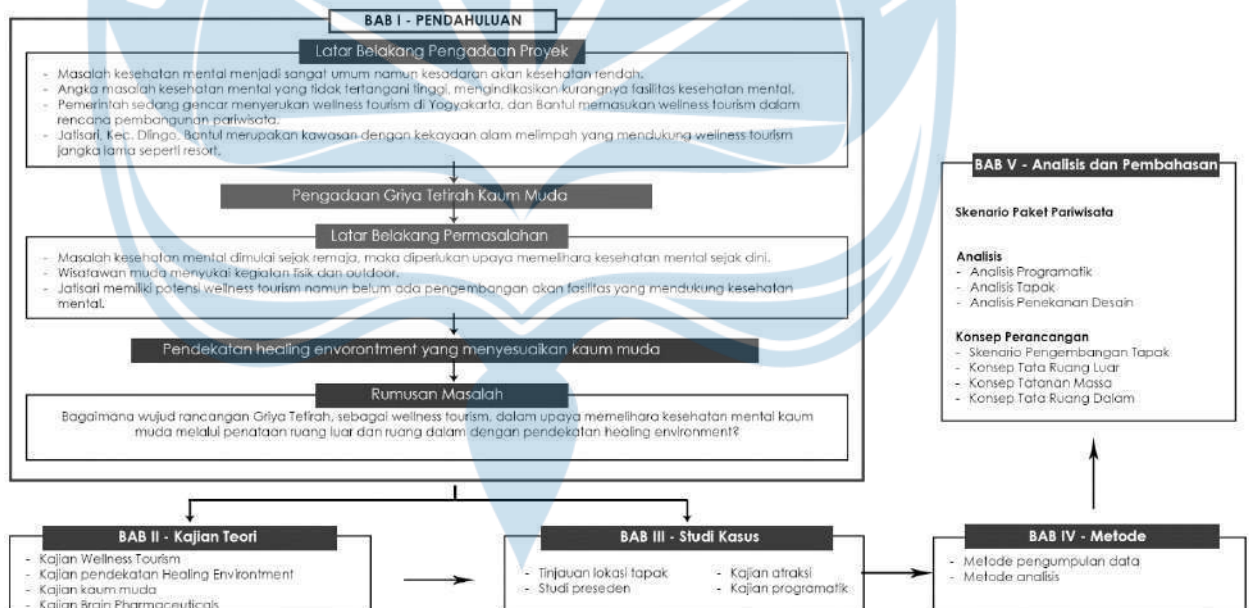 BAB I - PENDAHULUAN
Latar Belakang Pengadaan Proyek
- Masalah kesehatan mental menjadi sangat umum namun kesadaran akan kesehatan rendah.
- Angka masalah kesehatan mental yang tidak tertangani tinggi, mengindikasikan kurangnya fasilitas kesehatan mental.
- Pemerintah sedang gencar menyerukan wellness tourism di Yogyakarta, dan Bantul memasukan wellness tourism dalam
rencana pembangunan pariwisata.
- Jatisari, Kec. Dlingo, Bantul merupakan kawasan dengan kekayaan alam melimpah yang mendukung wellness tourism
jangka lama seperti resort.
Pengadaan Griya Tetirah Kaum Muda
Latar Belakang Permasalahan
- Masalah kesehatan mental dimulai sejak remaja, maka diperlukan upaya memelihara kesehatan mental sejak dini.
- Wisatawan muda menyukai kegiatan fisik dan outdoor.
- Jatisari memiliki potensi wellness tourism namun belum ada pengembangan akan fasilitas yang mendukung kesehatan
mental.
Pendekatan healing envorontment yang menyesuaikan kaum muda
Rumusan Masalah
Bagaimana wujud rancangan Griya Tetirah, sebagai wellness tourism, dalam upaya memelihara kesehatan mental kaum
muda melalui penataan ruang luar dan ruang dalam dengan pendekatan healing environment?
BAB II - Kajian Teori
- Kajian Wellness Tourism
- Kajian pendekatan Healing Environtment
- Kajian kaum muda
- Kajian Brain Pharmaceuticals
BAB III - Studi Kasus
- Tinjauan lokasi tapak
- Studi preseden
- Kajian atraksi
- Kajian programatik
BAB IV - Metode
- Metode pengumpulan data
- Metode analisis
BAB V - Analisis dan Pembahasan
Skenario Paket Pariwisata
Analisis
- Analisis Programatik
- Analisis Tapak
- Analisis Penekanan Desain
Konsep Perancangan
- Skenario Pengembangan Tapak
- Konsep Tata Ruang Luar
- Konsep Tatanan Massa
- Konsep Tata Ruang Dalam